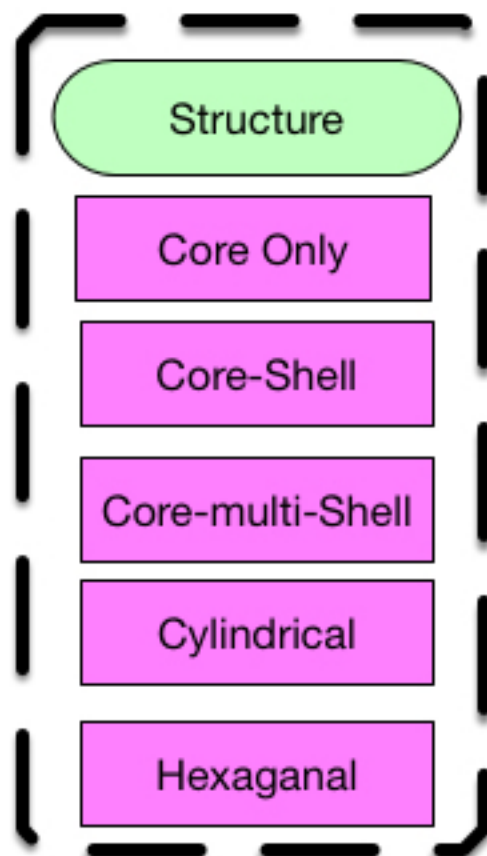 Structure
Core Only
Core-Shell
Core-multi-Shell
Cylindrical
Hexaganal